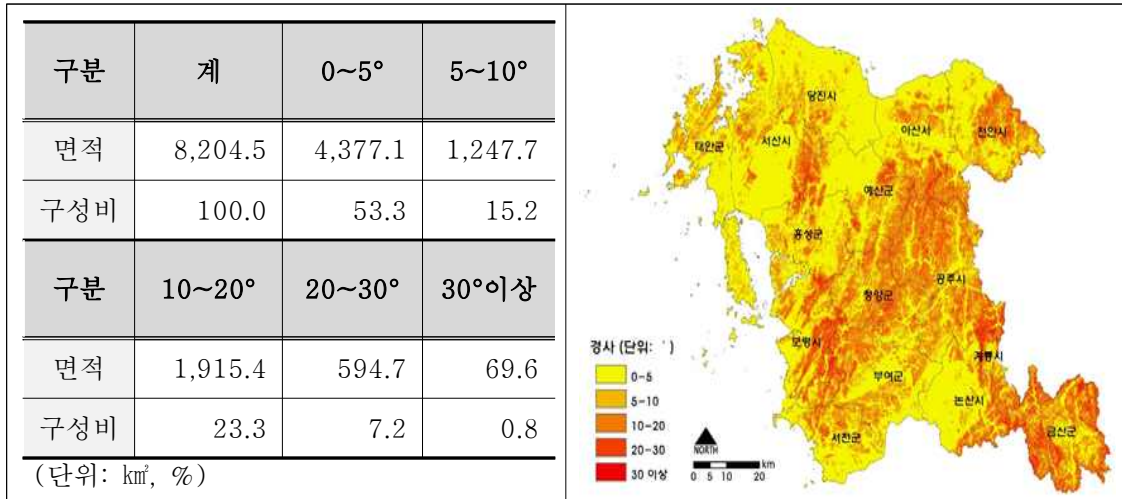 구분 계 0~5° 5~10°
면적 8,204.5 4,377.1 1,247.7
구성비 100.0 53.3 15.2
구분 10~20° 20~30° 30°이상
면적 1,915.4 594.7 69.6
구성비 23.3 7.2 0.8
(단위: ㎢, %)
당진시
아산시
천안시
태안군
서산시
예산군
홍성군
공주시
청양군
보령시
계룡시
부여군
논산시
서천군
금산군
경사 (단위: ˚)
0-5
5-10
10-20
20-30
30 이상
NORTH
km
0 5 10 20